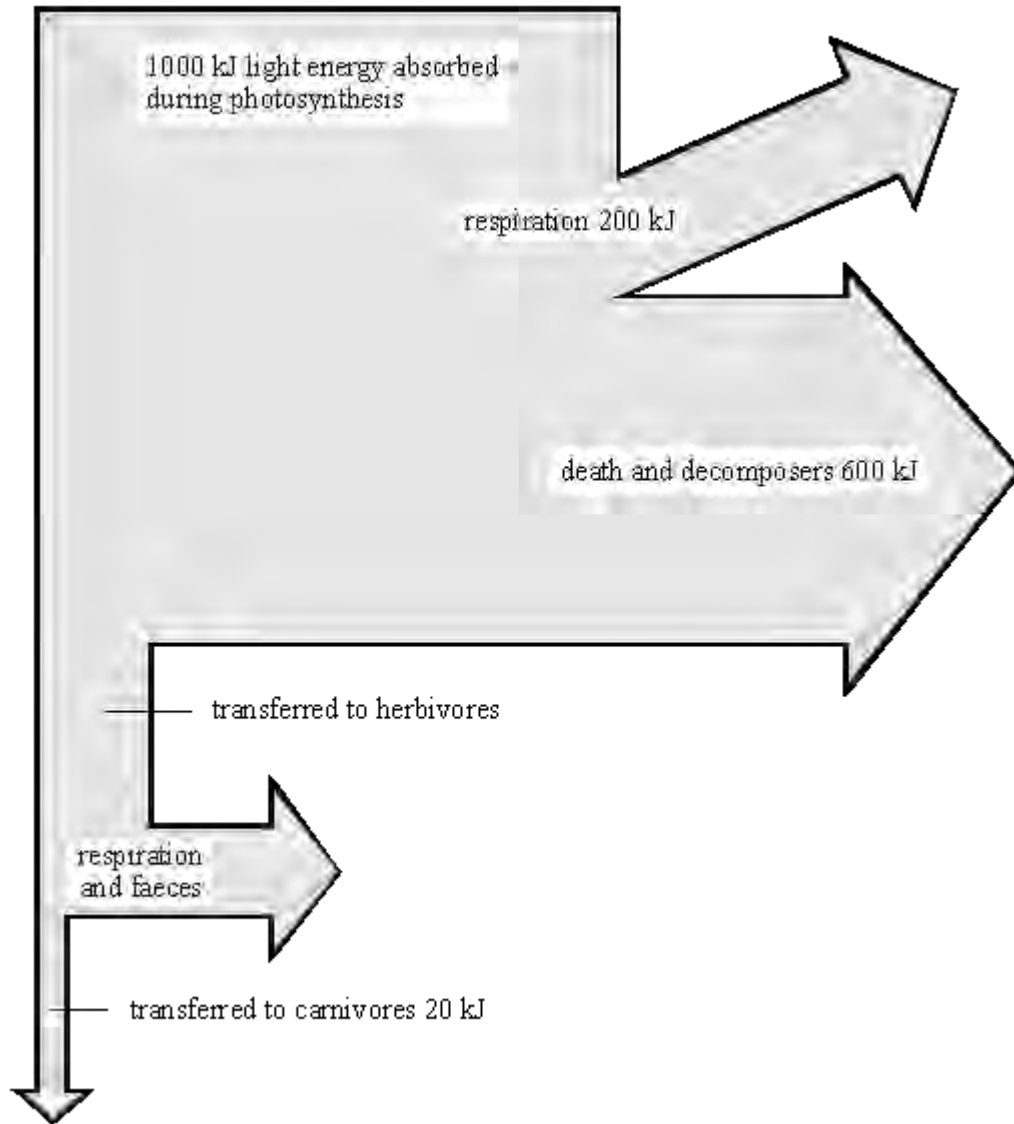 1000 kJ light energy absorbed
during photosynthesis
respiration 200 kJ
death and decomposers 600 kJ
transferred to herbivores
respiration
and faeces
transferred to carnivores 20 kJ